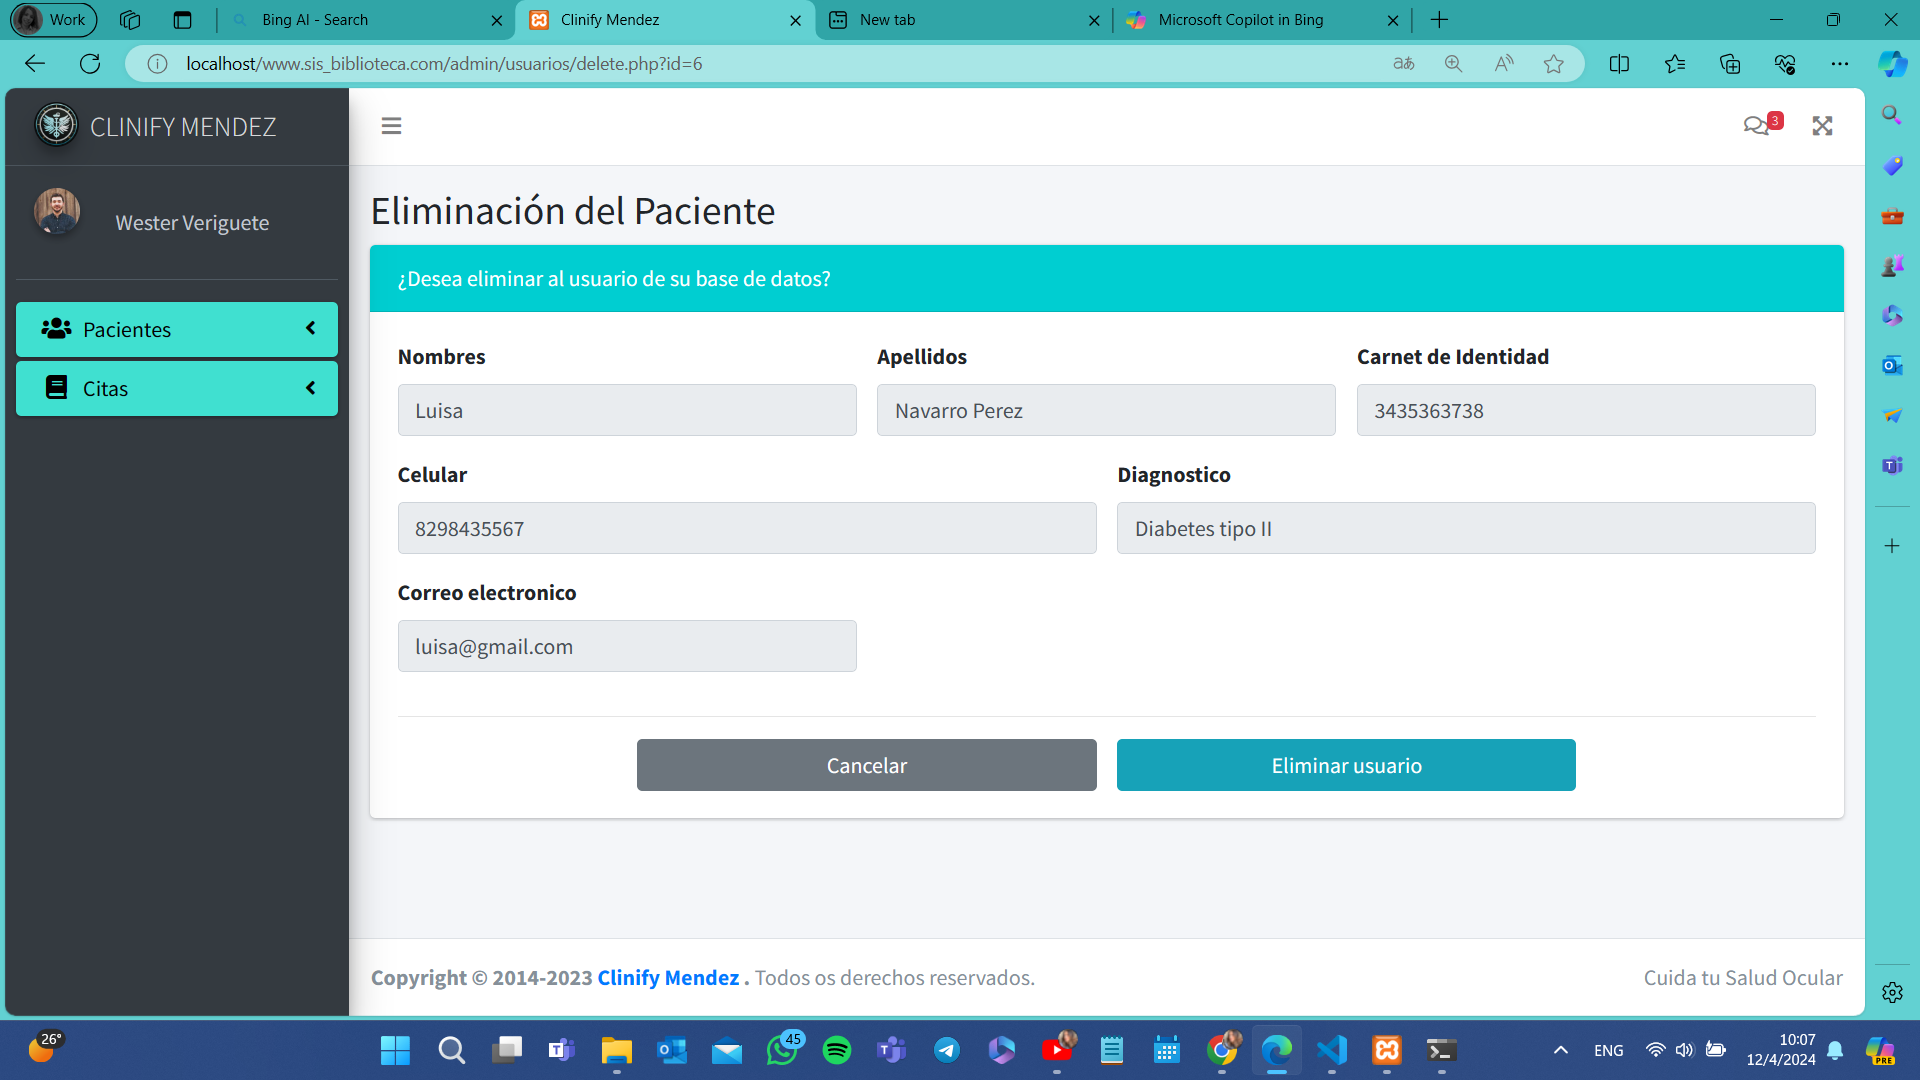 Work
Bing AI - Search
Clinify Mendez
New tab
Microsoft Copilot in Bing
localhost/www.sis_biblioteca.com/admin/usuarios/delete.php?id=6
CLINIFY MENDEZ
3
Wester Veriguete
Pacientes
Citas
Eliminación del Paciente
¿Desea eliminar al usuario de su base de datos?
Nombres Apellidos Carnet de Identidad
Luisa Navarro Perez 3435363738
Celular Diagnostico
8298435567 Diabetes tipo II
Correo electronico
luisa@gmail.com
Cancelar Eliminar usuario
Copyright © 2014-2023 Clinify Mendez . Todos os derechos reservados. Cuida tu Salud Ocular
26°
45
ENG
10:07
12/4/2024
PRE